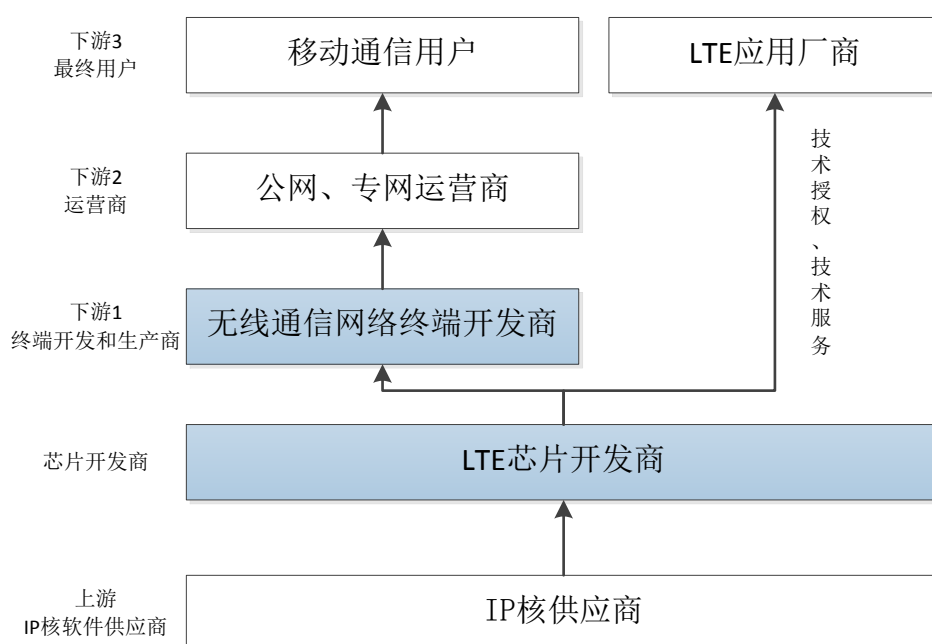 下游3
最终用户
移动通信用户
LTE应用厂商
下游2
运营商
公网、专网运营商
技术授权、技术服务
下游1
终端开发和生产商
无线通信网络终端开发商
芯片开发商
LTE芯片开发商
上游
IP核软件供应商
IP核供应商